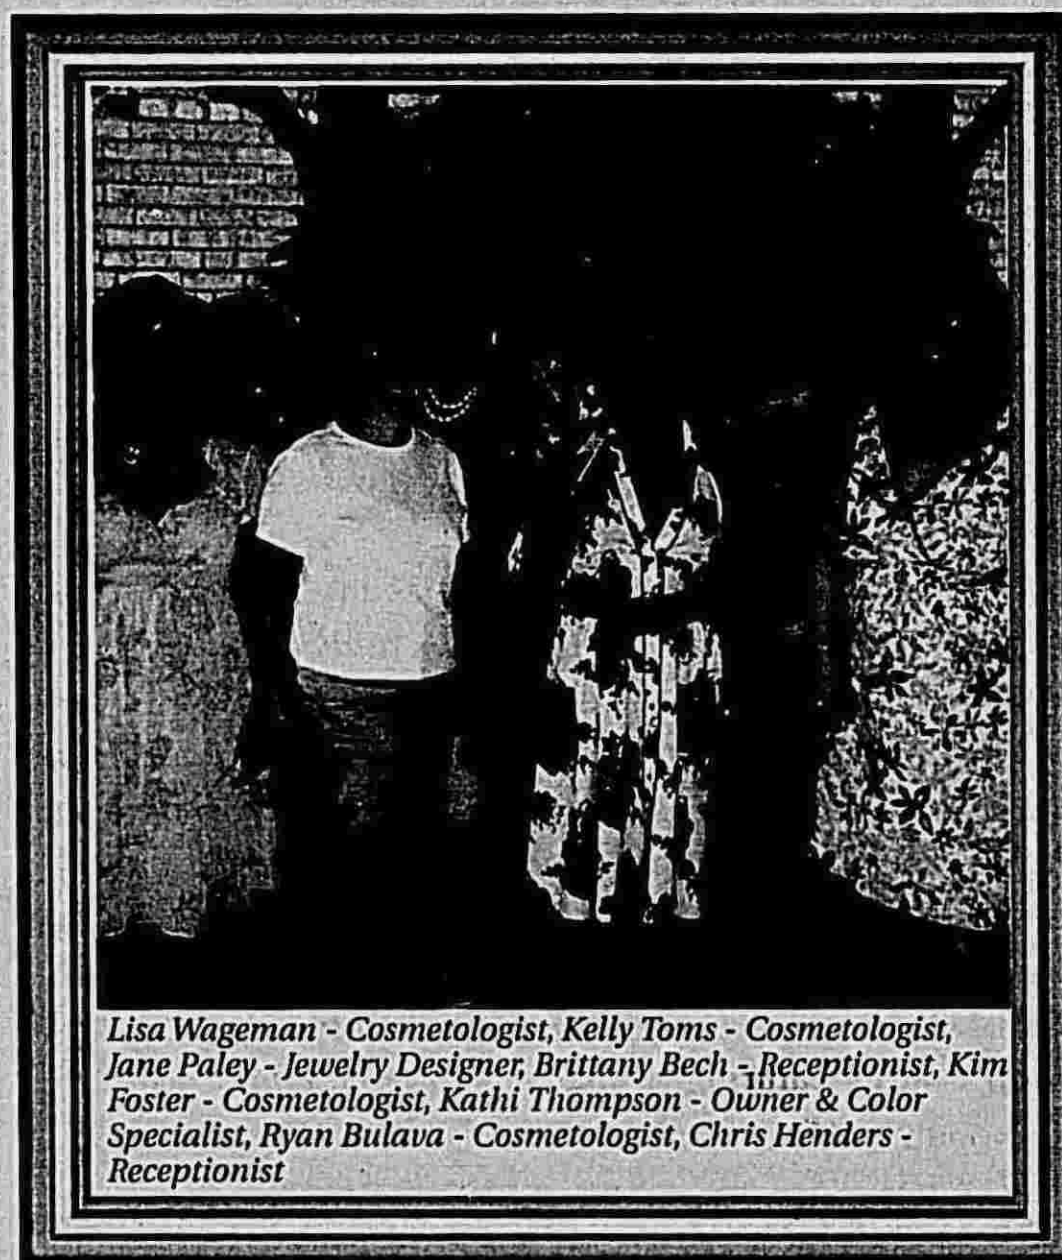 Lisa Wageman - Cosmetologist, Kelly Toms - Cosmetologist,
Jane Paley - Jewelry Designer, Brittany Bech - Receptionist, Kim
Foster - Cosmetologist, Kathi Thompson - Owner & Color
Specialist, Ryan Bulava - Cosmetologist, Chris Henders -
Receptionist